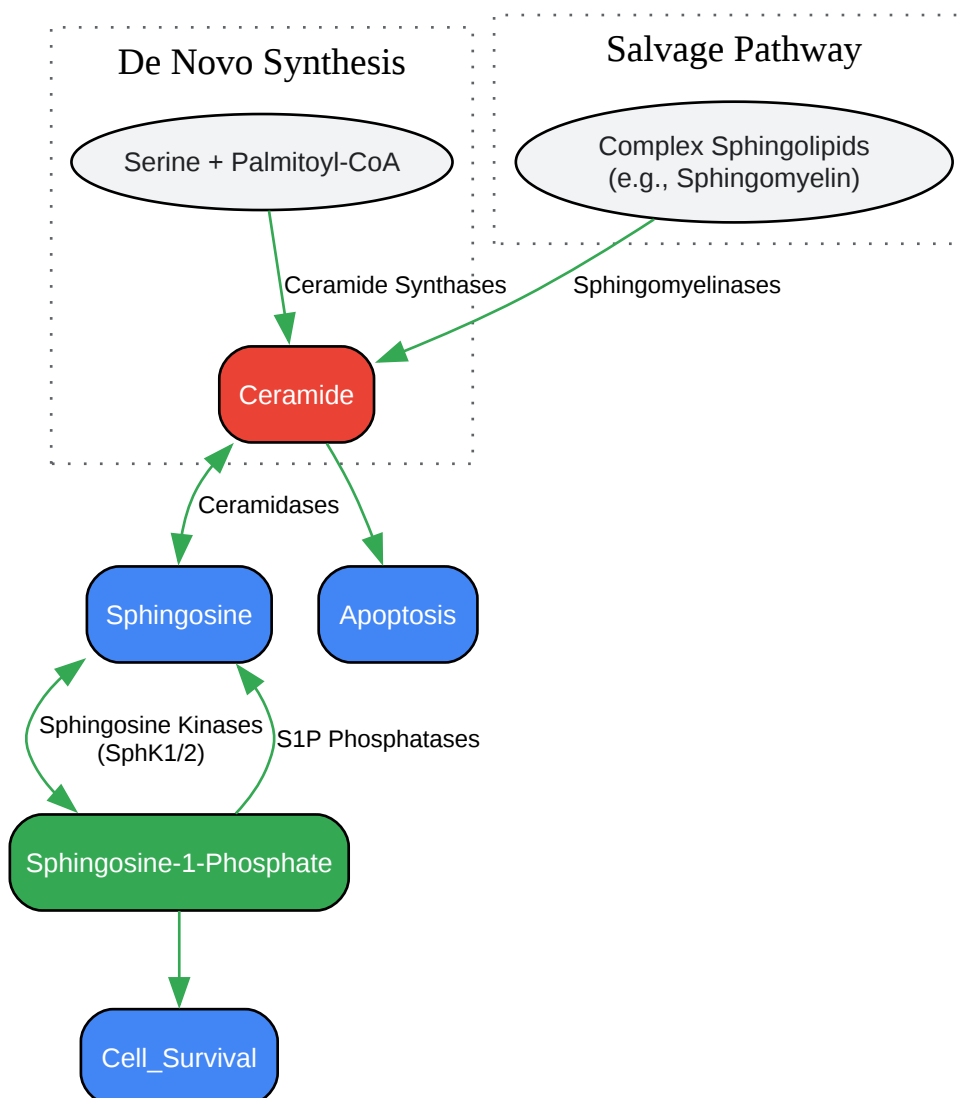 De Novo Synthesis
Salvage Pathway
Serine + Palmitoyl-CoA
Complex Sphingolipids
(e.g., Sphingomyelin)
Ceramide Synthases
Sphingomyelinases
Ceramide
Ceramidases
Sphingosine
Apoptosis
Sphingosine Kinases
(SphK1/2)
S1P Phosphatases
Sphingosine-1-Phosphate
Cell_Survival